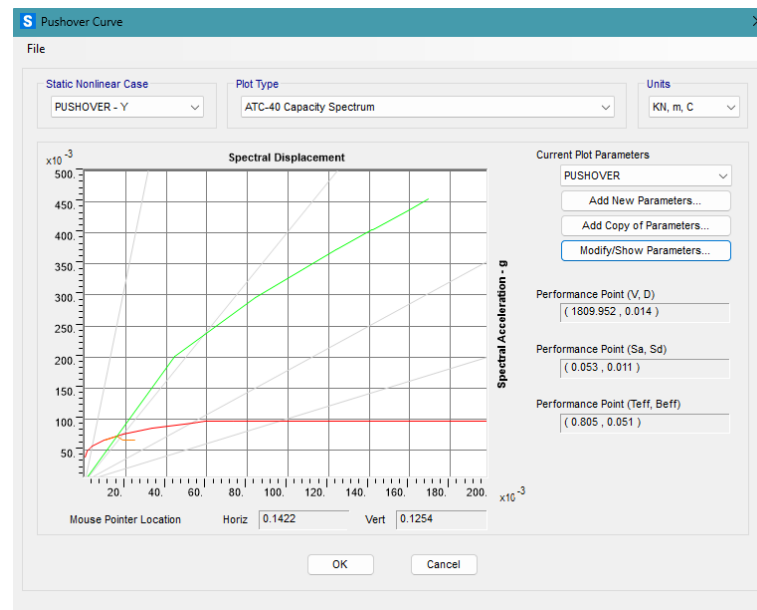 S Pushover Curve
File
Static Nonlinear Case
PUSHOVER - Y
Plot Type
ATC-40 Capacity Spectrum
Units
KN, m, C
x10 -3
Spectral Displacement
500.
450.
400.
350.
300.
250.
200.
150.
100.
50.
20. 40. 60. 80. 100. 120. 140. 160. 180. 200. x10 -3
Spectral Acceleration - g
Mouse Pointer Location Horiz 0.1422 Vert 0.1254
Current Plot Parameters
PUSHOVER
Add New Parameters...
Add Copy of Parameters...
Modify/Show Parameters...
Performance Point (V, D)
( 1809.952 , 0.014 )
Performance Point (Sa, Sd)
( 0.053 , 0.011 )
Performance Point (Teff, Beff)
( 0.805 , 0.051 )
OK Cancel